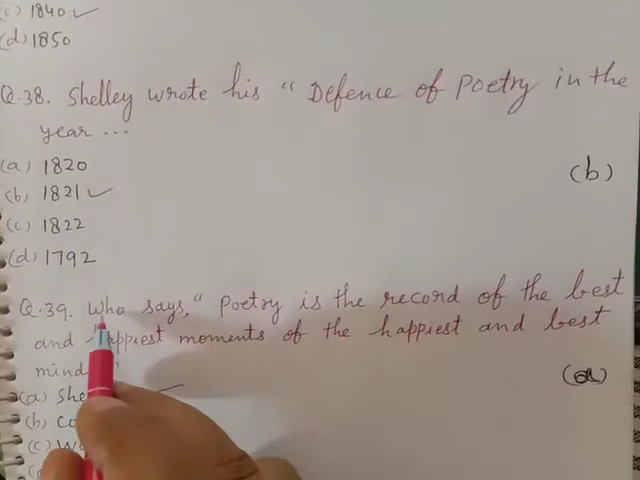 (c) 1840 ✓
(d) 1850
Q.38. Shelley wrote his " Defence of Poetry in the
year ...
(a) 1820
(b) 1821 ✓
(b)
(c) 1822
(d) 1792
Q.39. Who says, " Poetry is the record of the best
and happiest moments of the happiest and best
mind
(a)
(a) She ✓
(b) Co
(c) W